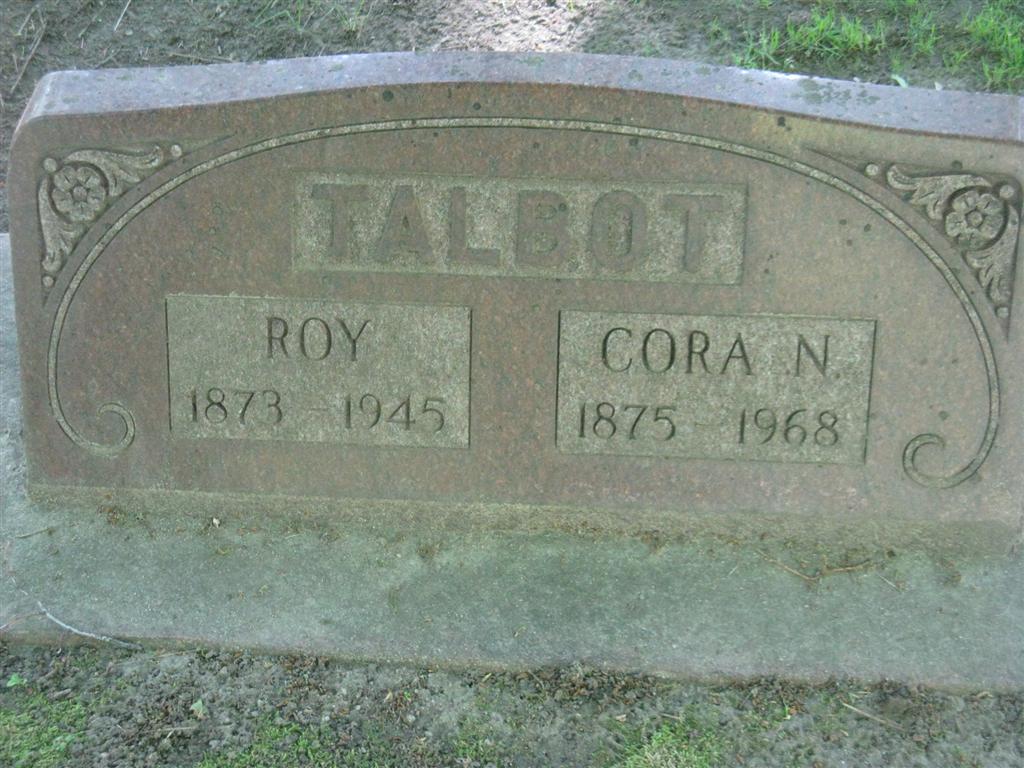 TALBOT
ROY
1873 - 1945
CORA N.
1875 - 1968